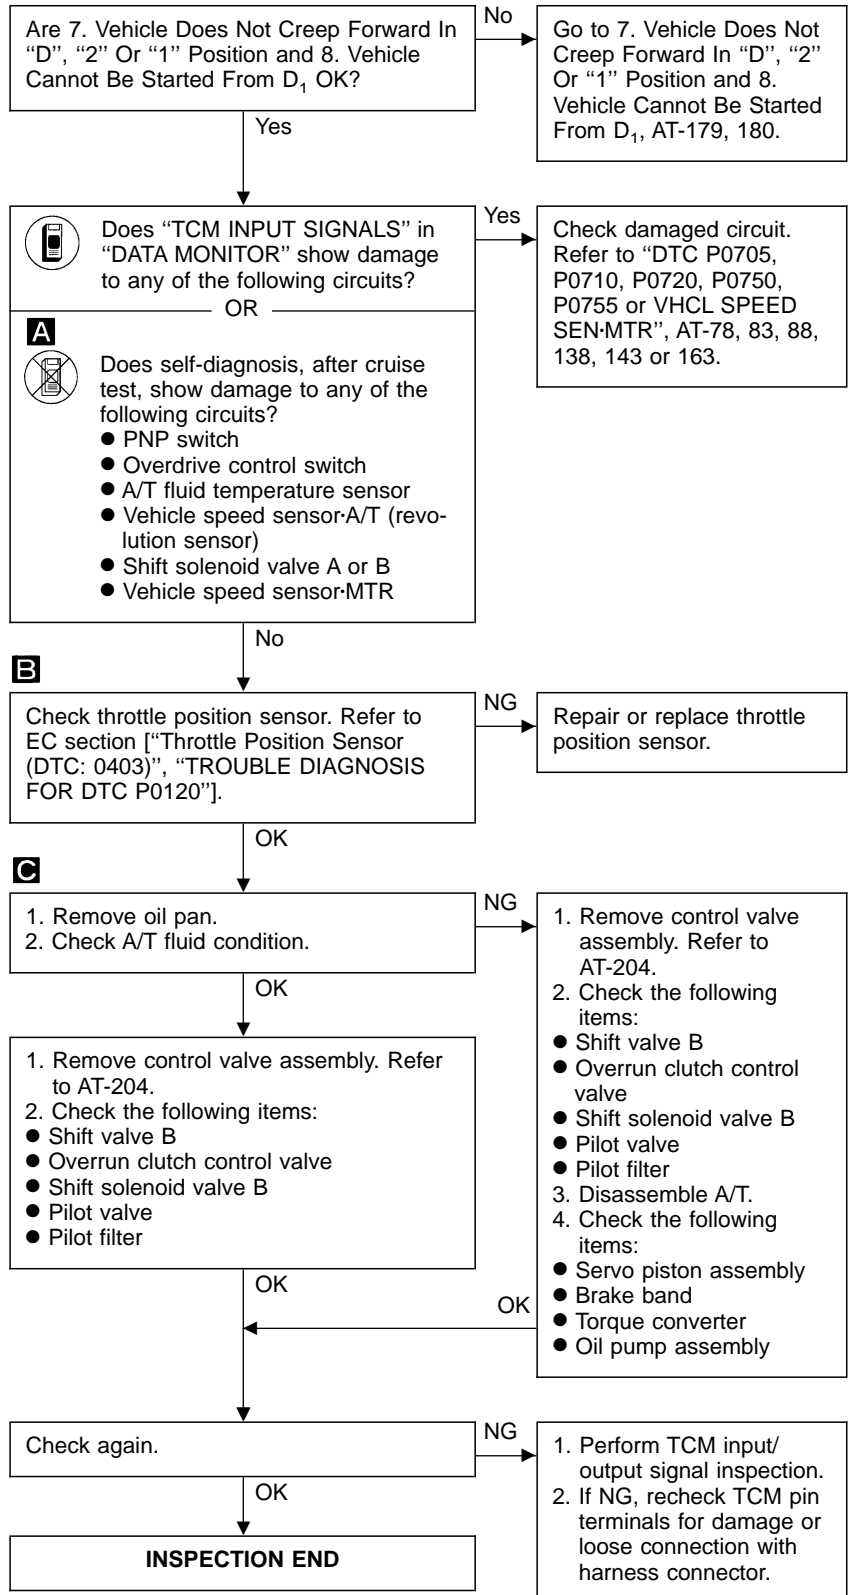 Are 7. Vehicle Does Not Creep Forward In
“D”, “2” Or “1” Position and 8. Vehicle
Cannot Be Started From D1 OK?
No
Go to 7. Vehicle Does Not
Creep Forward In “D”, “2”
Or “1” Position and 8.
Vehicle Cannot Be Started
From D1, AT-179, 180.
Yes
Does “TCM INPUT SIGNALS” in
“DATA MONITOR” show damage
to any of the following circuits?
OR
A
Does self-diagnosis, after cruise
test, show damage to any of the
following circuits?
● PNP switch
● Overdrive control switch
● A/T fluid temperature sensor
● Vehicle speed sensor·A/T (revo-
lution sensor)
● Shift solenoid valve A or B
● Vehicle speed sensor·MTR
Yes
Check damaged circuit.
Refer to “DTC P0705,
P0710, P0720, P0750,
P0755 or VHCL SPEED
SEN·MTR”, AT-78, 83, 88,
138, 143 or 163.
No
B
Check throttle position sensor. Refer to
EC section [“Throttle Position Sensor
(DTC: 0403)”, “TROUBLE DIAGNOSIS
FOR DTC P0120”].
NG
Repair or replace throttle
position sensor.
OK
C
1. Remove oil pan.
2. Check A/T fluid condition.
NG
1. Remove control valve
assembly. Refer to
AT-204.
2. Check the following
items:
● Shift valve B
● Overrun clutch control
valve
● Shift solenoid valve B
● Pilot valve
● Pilot filter
3. Disassemble A/T.
4. Check the following
items:
● Servo piston assembly
● Brake band
● Torque converter
● Oil pump assembly
OK
1. Remove control valve assembly. Refer
to AT-204.
2. Check the following items:
● Shift valve B
● Overrun clutch control valve
● Shift solenoid valve B
● Pilot valve
● Pilot filter
OK
OK
Check again.
NG
1. Perform TCM input/
output signal inspection.
2. If NG, recheck TCM pin
terminals for damage or
loose connection with
harness connector.
OK
INSPECTION END